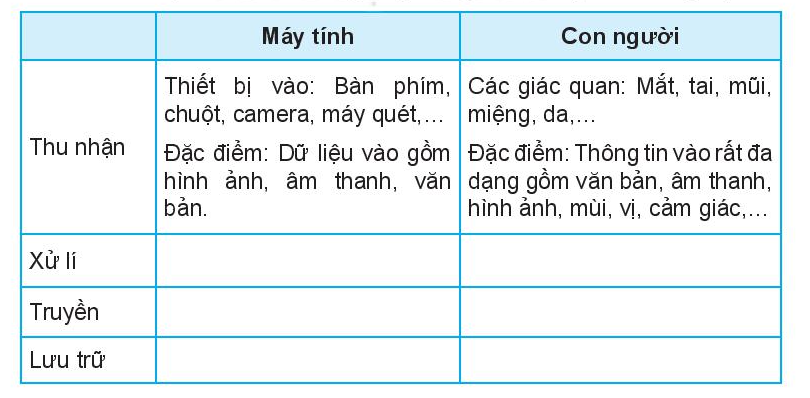 Máy tính
Con người
Thu nhận
Thiết bị vào: Bàn phím,
chuột, camera, máy quét,...
Đặc điểm: Dữ liệu vào gồm
hình ảnh, âm thanh, văn
bản.
Các giác quan: Mắt, tai, mũi,
miệng, da,...
Đặc điểm: Thông tin vào rất đa
dạng gồm văn bản, âm thanh,
hình ảnh, mùi, vị, cảm giác,...
Xử lí
Truyền
Lưu trữ